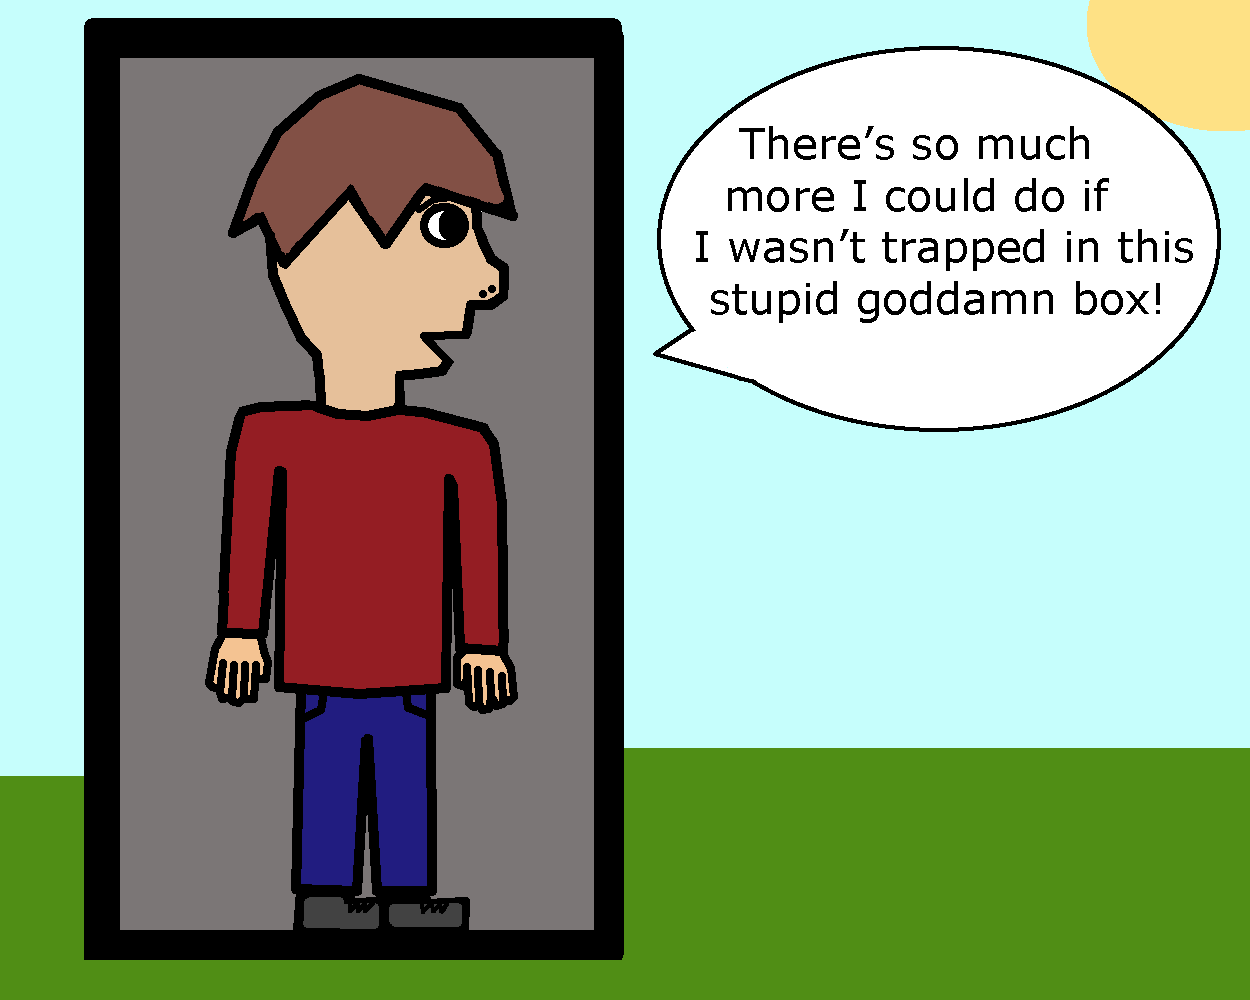 There’s so much
more I could do if
I wasn’t trapped in this
stupid goddamn box!